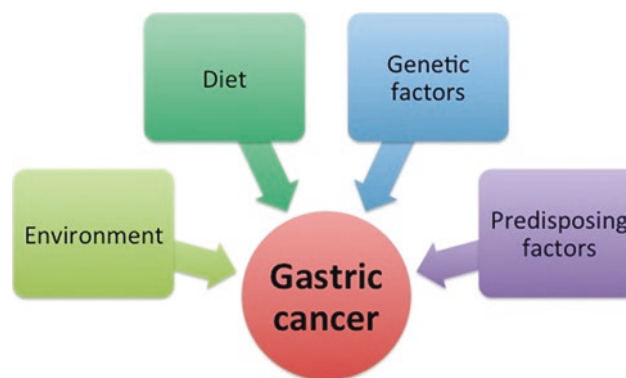 Diet
Genetic
factors
Environment
Predisposing
factors
Gastric
cancer